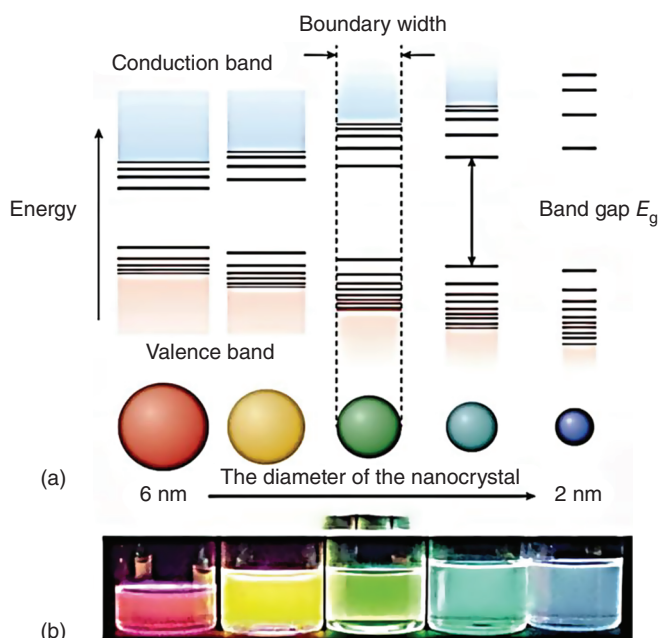 Boundary width
Conduction band
Energy
Band gap Eg
Valence band
(a)
The diameter of the nanocrystal
6 nm
2 nm
(b)